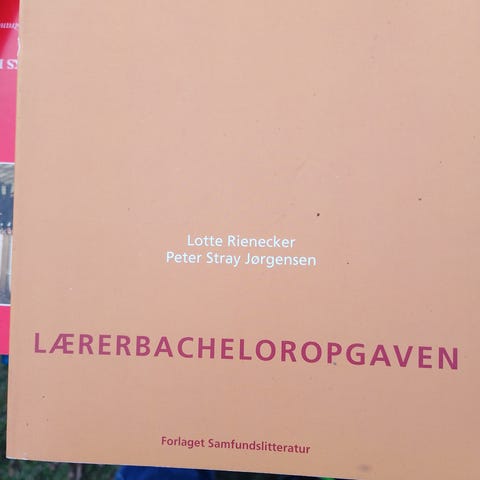 Lotte Rienecker
Peter Stray Jørgensen
LÆRERBACHELOROPGAVEN
Forlaget Samfundslitteratur